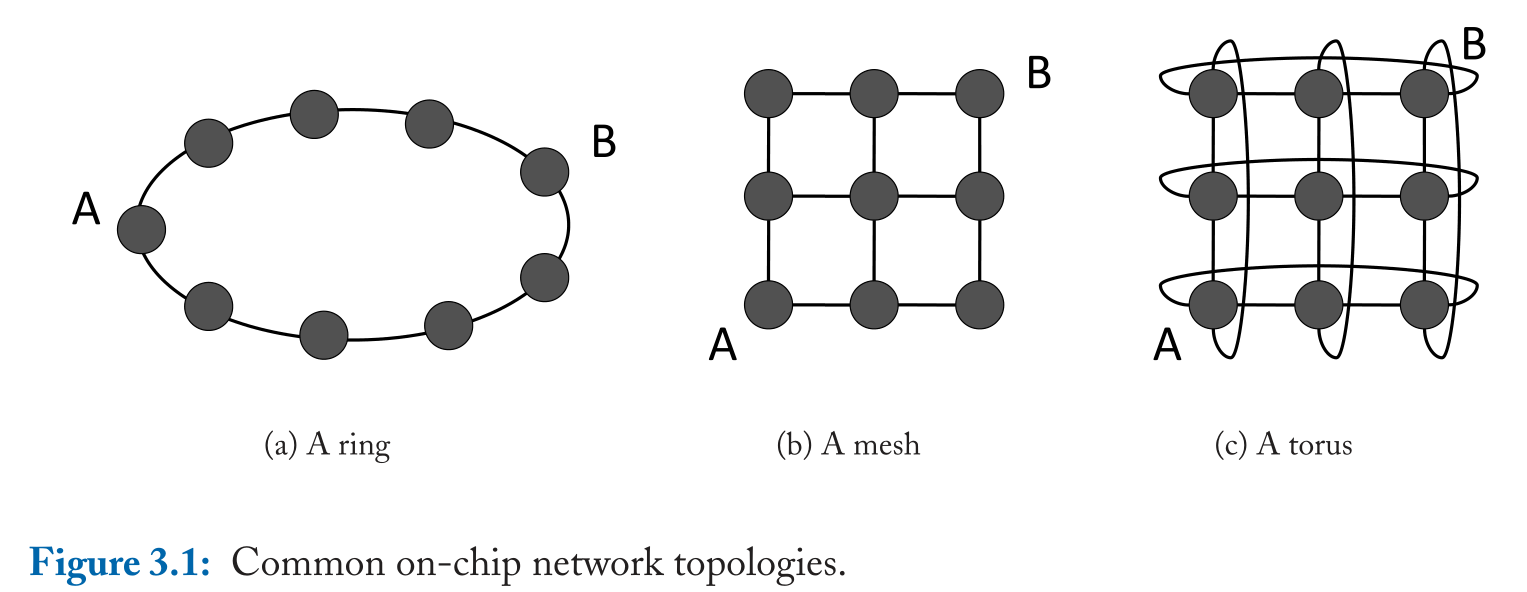 A
B
B
A
B
A
(a) A ring
(b) A mesh
(c) A torus
Figure 3.1: Common on-chip network topologies.